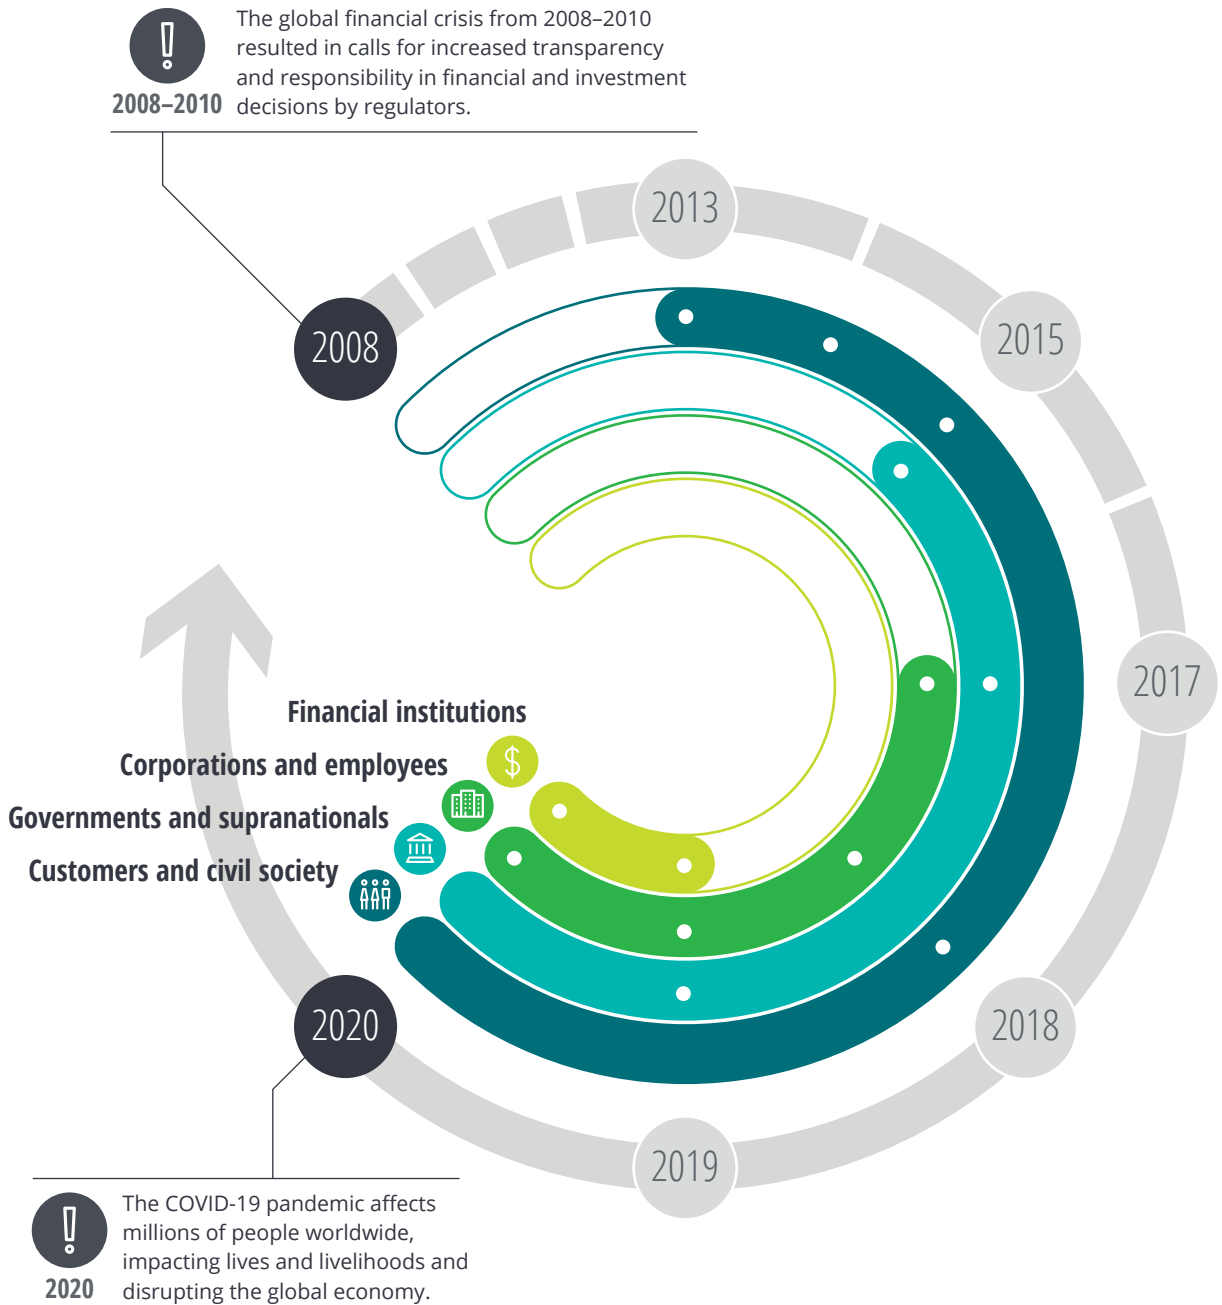 The global financial crisis from 2008–2010
resulted in calls for increased transparency
and responsibility in financial and investment
decisions by regulators.
2008–2010
2013
2008
2015
2017
Financial institutions
$
Corporations and employees
Governments and supranationals
Customers and civil society
2020
2018
2019
The COVID-19 pandemic affects
millions of people worldwide,
impacting lives and livelihoods and
disrupting the global economy.
2020